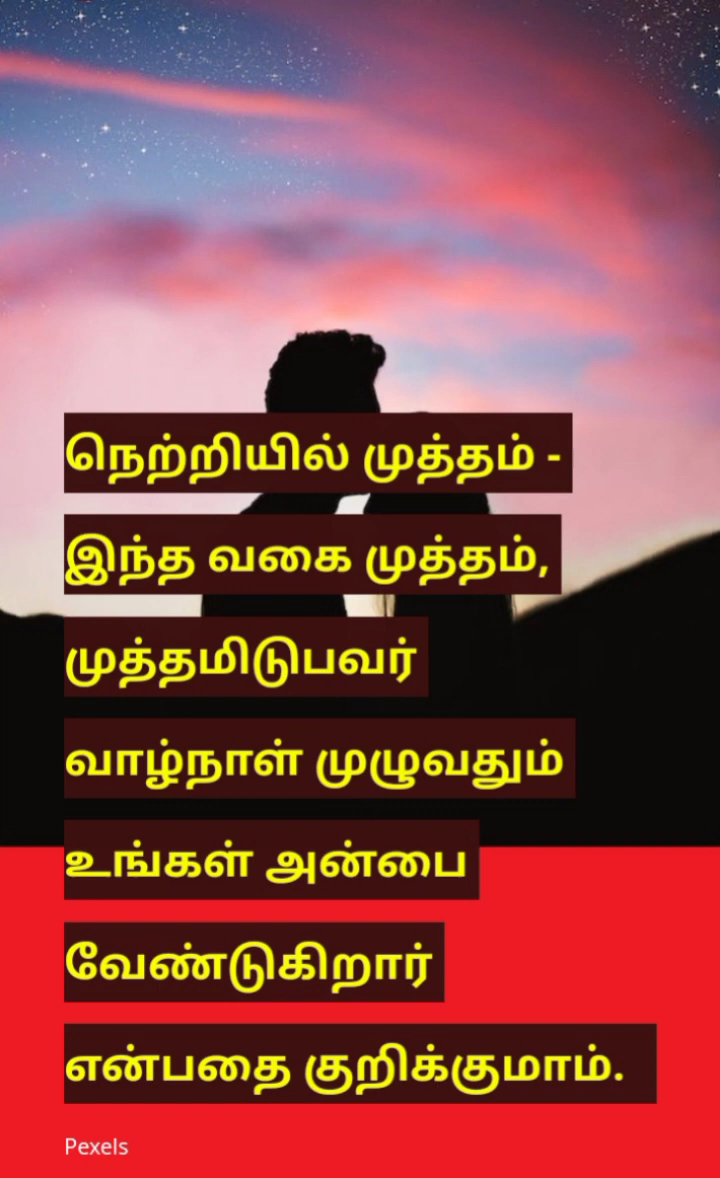 நெற்றியில் முத்தம் -
இந்த வகை முத்தம்,
முத்தமிடுபவர்
வாழ்நாள் முழுவதும்
உங்கள் அன்பை
வேண்டுகிறார்
என்பதை குறிக்குமாம்.
Pexels